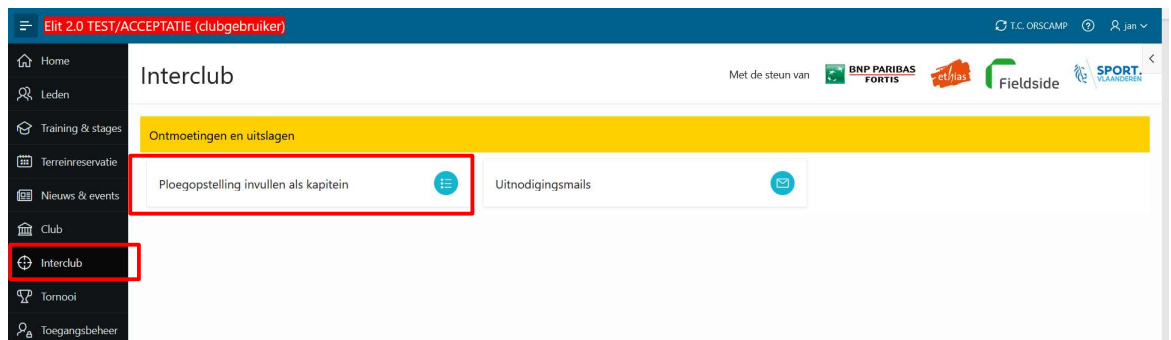 Elit 2.0 TEST/ACCEPTATIE (clubgebruiker)
T.C. ORSCAMP
jan
Home
Leden
Training & stages
Terreinreservatie
Nieuws & events
Club
Interclub
Tornooi
Toegangsbeheer
Interclub
Met de steun van
BNP PARIBAS
FORTIS
ethias
Fieldside
SPORT.
VLAANDEREN
Ontmoetingen en uitslagen
Ploegopstelling invullen als kapitein
Uitnodigingsmails